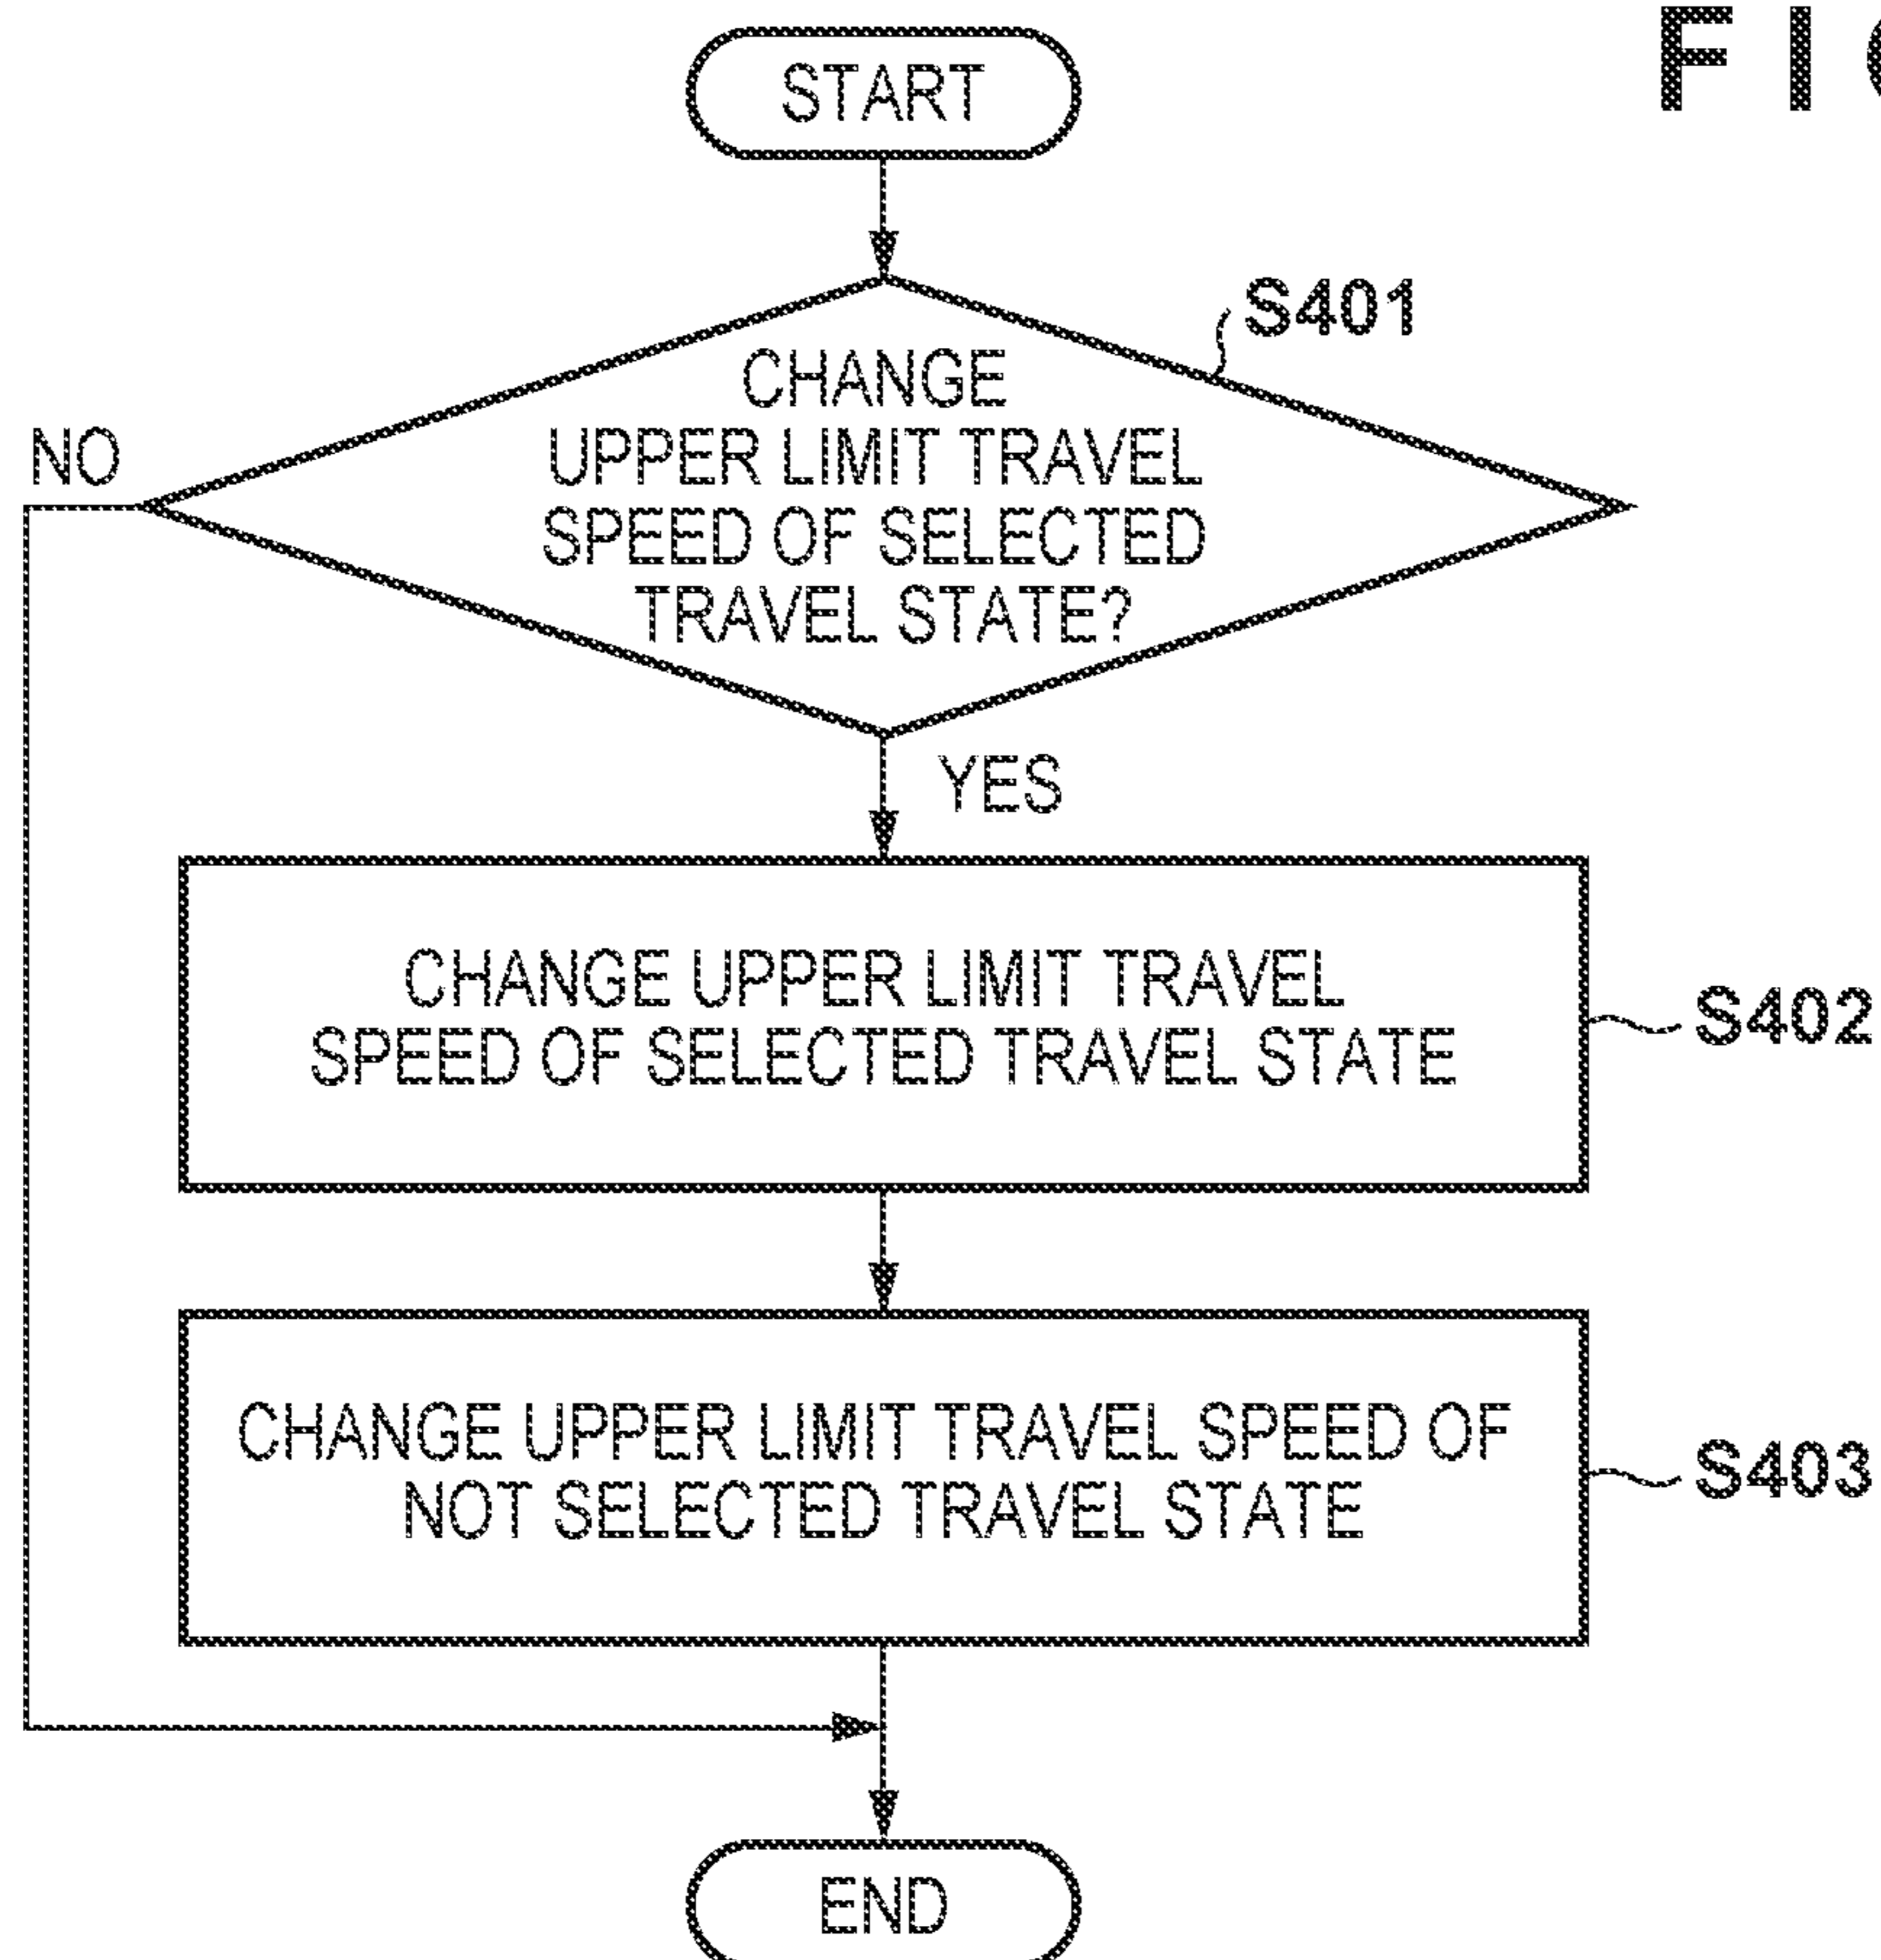 START
S401
CHANGE
UPPER LIMIT TRAVEL
SPEED OF SELECTED
TRAVEL STATE?
NO
YES
CHANGE UPPER LIMIT TRAVEL
SPEED OF SELECTED TRAVEL STATE
S402
CHANGE UPPER LIMIT TRAVEL SPEED OF
NOT SELECTED TRAVEL STATE
S403
END